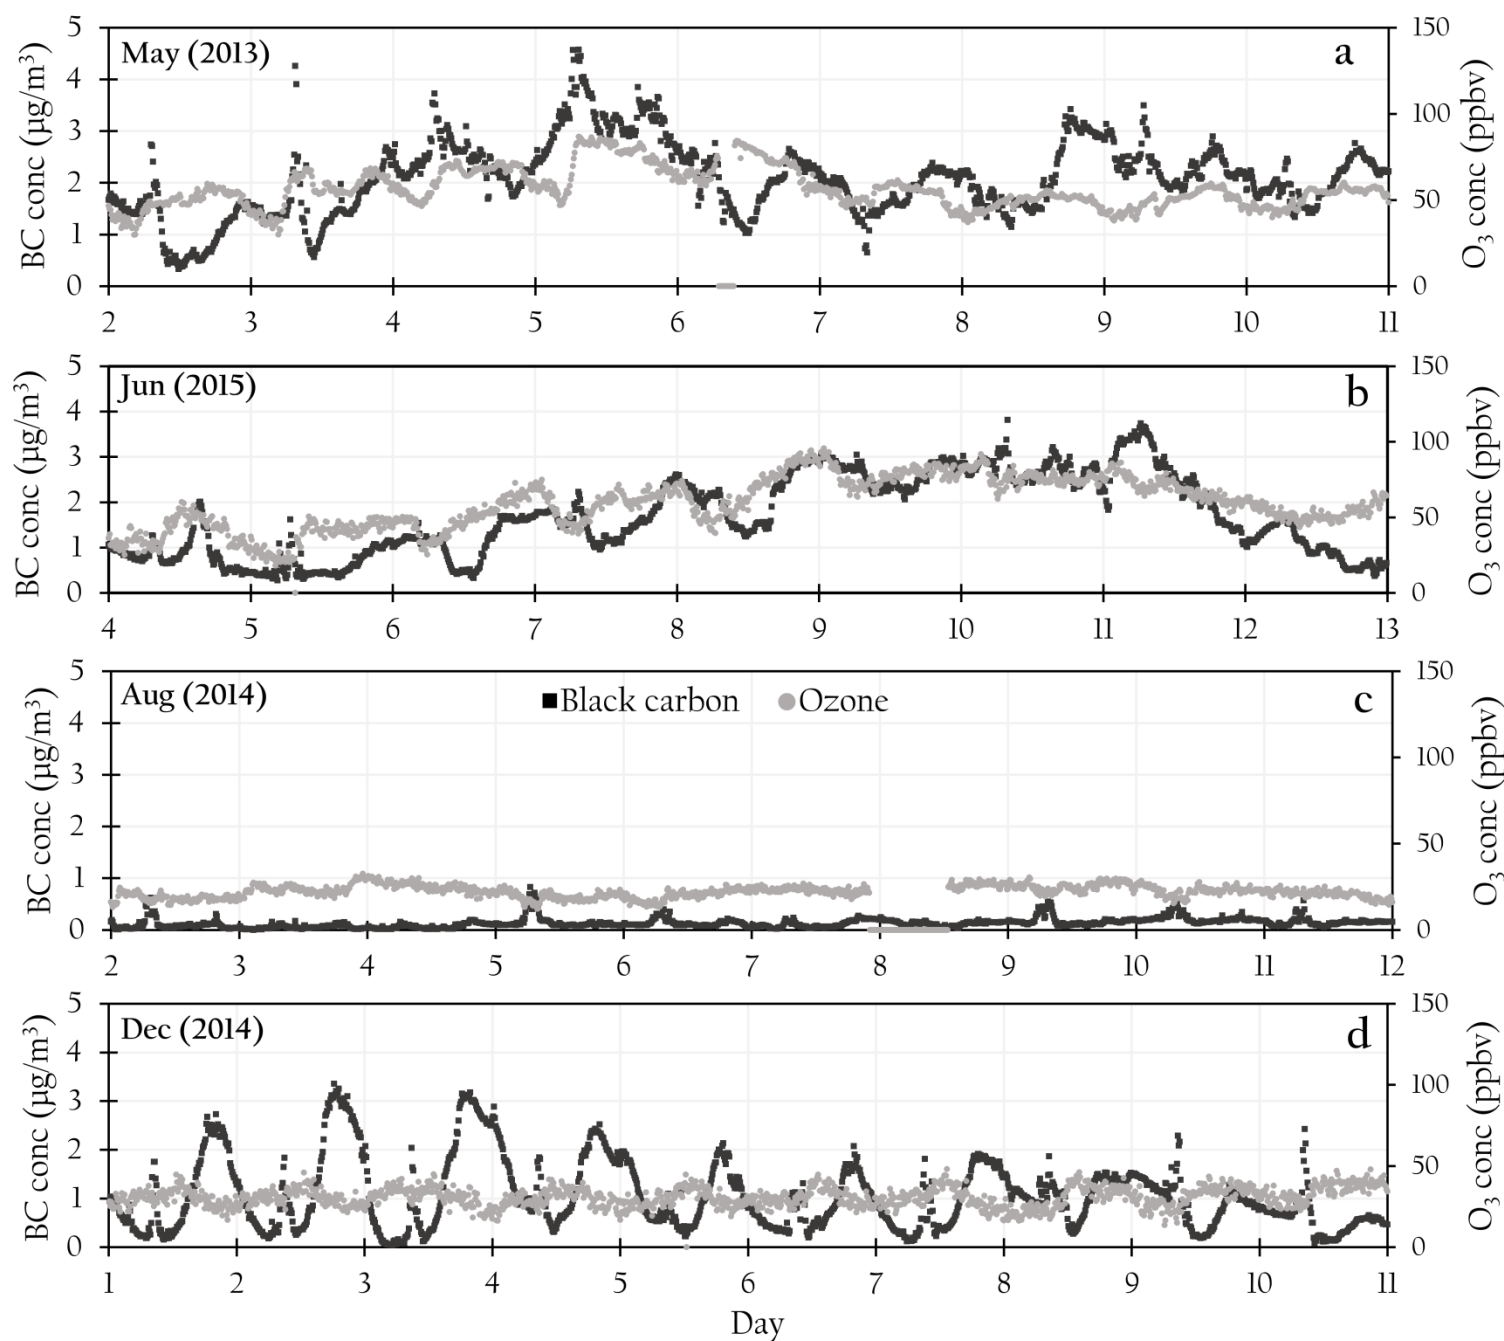 May (2013)
a
BC conc (µg/m³)
5
4
3
2
1
0
150
100
50
0
O₃ conc (ppbv)
2 3 4 5 6 7 8 9 10 11
Jun (2015)
b
BC conc (µg/m³)
5
4
3
2
1
0
150
100
50
0
O₃ conc (ppbv)
4 5 6 7 8 9 10 11 12 13
Aug (2014)
Black carbon Ozone
c
BC conc (µg/m³)
5
4
3
2
1
0
150
100
50
0
O₃ conc (ppbv)
2 3 4 5 6 7 8 9 10 11 12
Dec (2014)
d
BC conc (µg/m³)
5
4
3
2
1
0
150
100
50
0
O₃ conc (ppbv)
1 2 3 4 5 6 7 8 9 10 11
Day